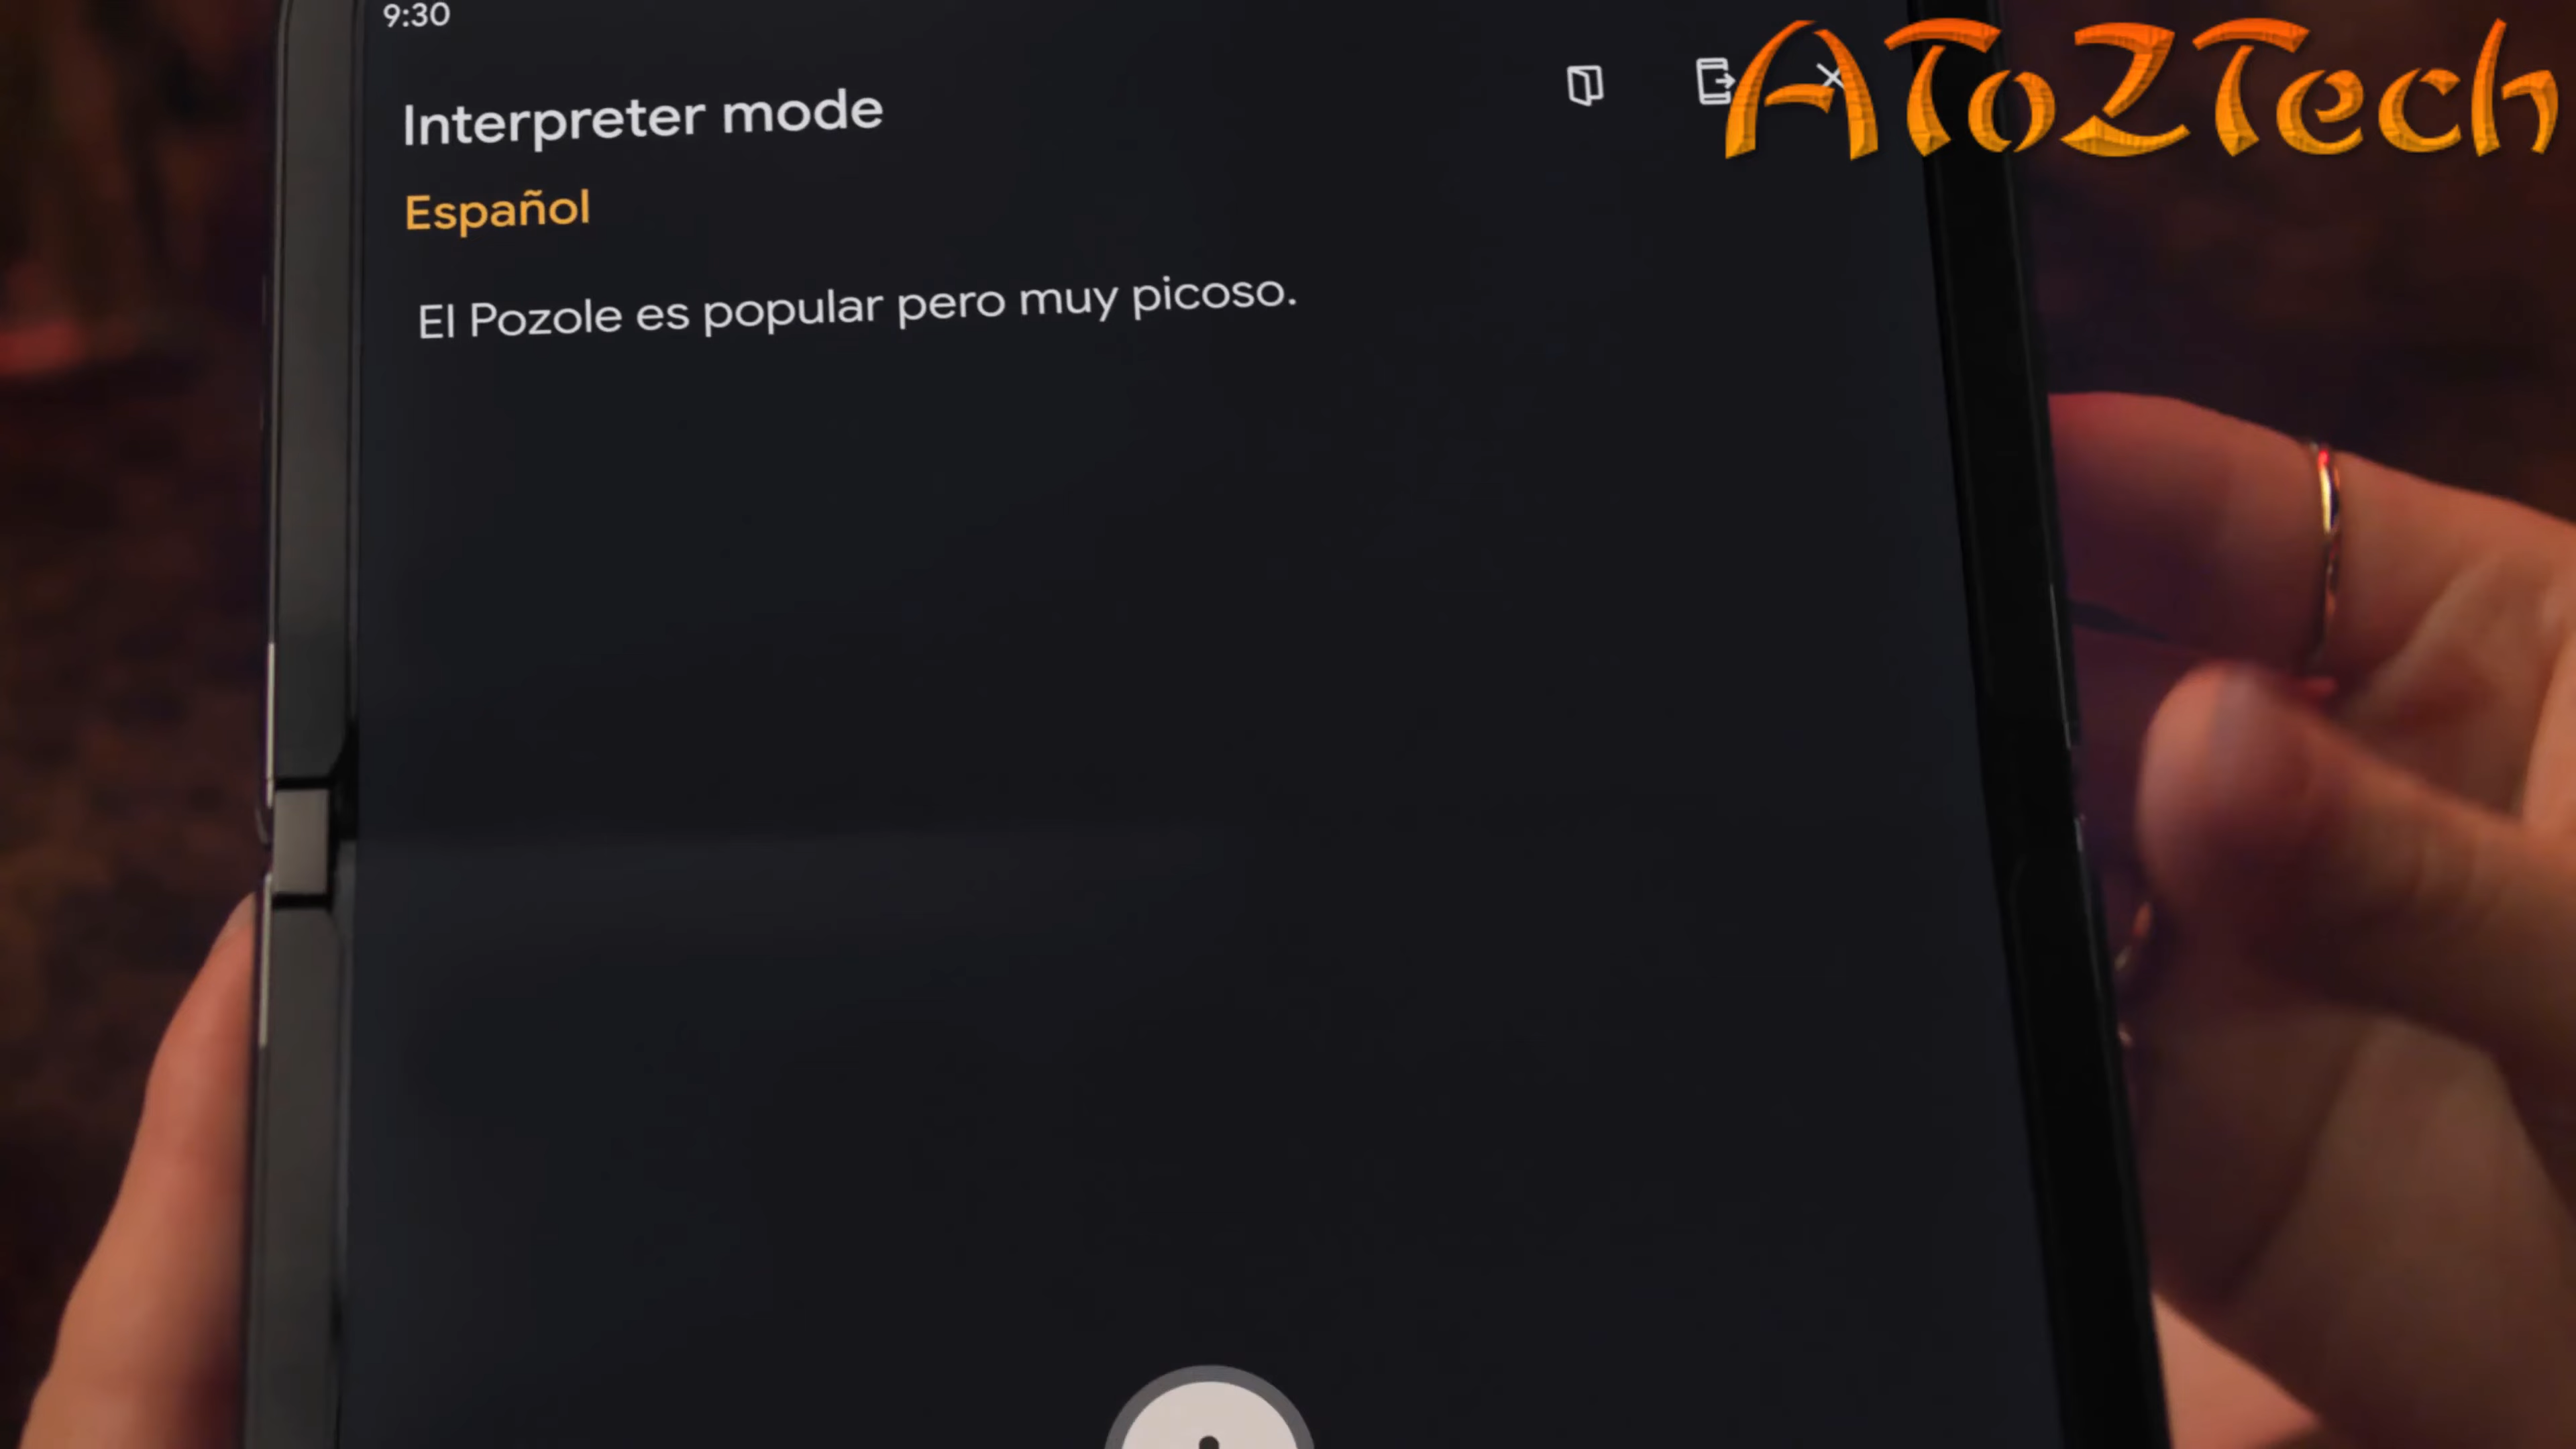 9:30
AToZTech
Interpreter mode
Español
El Pozole es popular pero muy picoso.